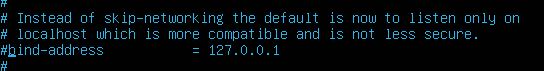 #
# Instead of skip-networking the default is now to listen only on
# localhost which is more compatible and is not less secure.
#bind-address            = 127.0.0.1
#